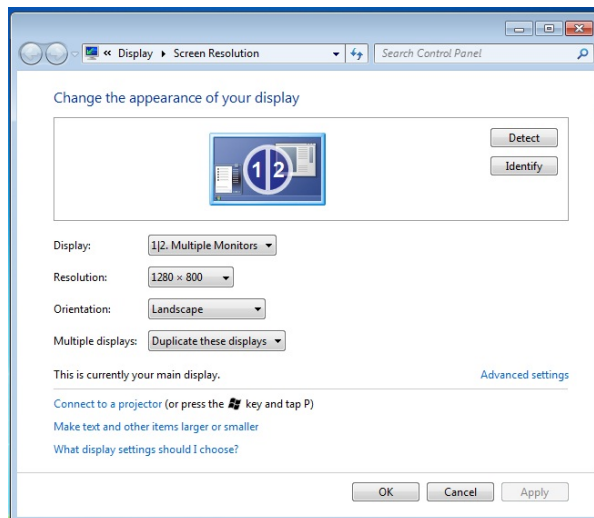 « Display ▸ Screen Resolution Search Control Panel
Change the appearance of your display
1|2
Detect
Identify
Display: 1|2. Multiple Monitors
Resolution: 1280 × 800
Orientation: Landscape
Multiple displays: Duplicate these displays
This is currently your main display. Advanced settings
Connect to a projector (or press the key and tap P)
Make text and other items larger or smaller
What display settings should I choose?
OK Cancel Apply